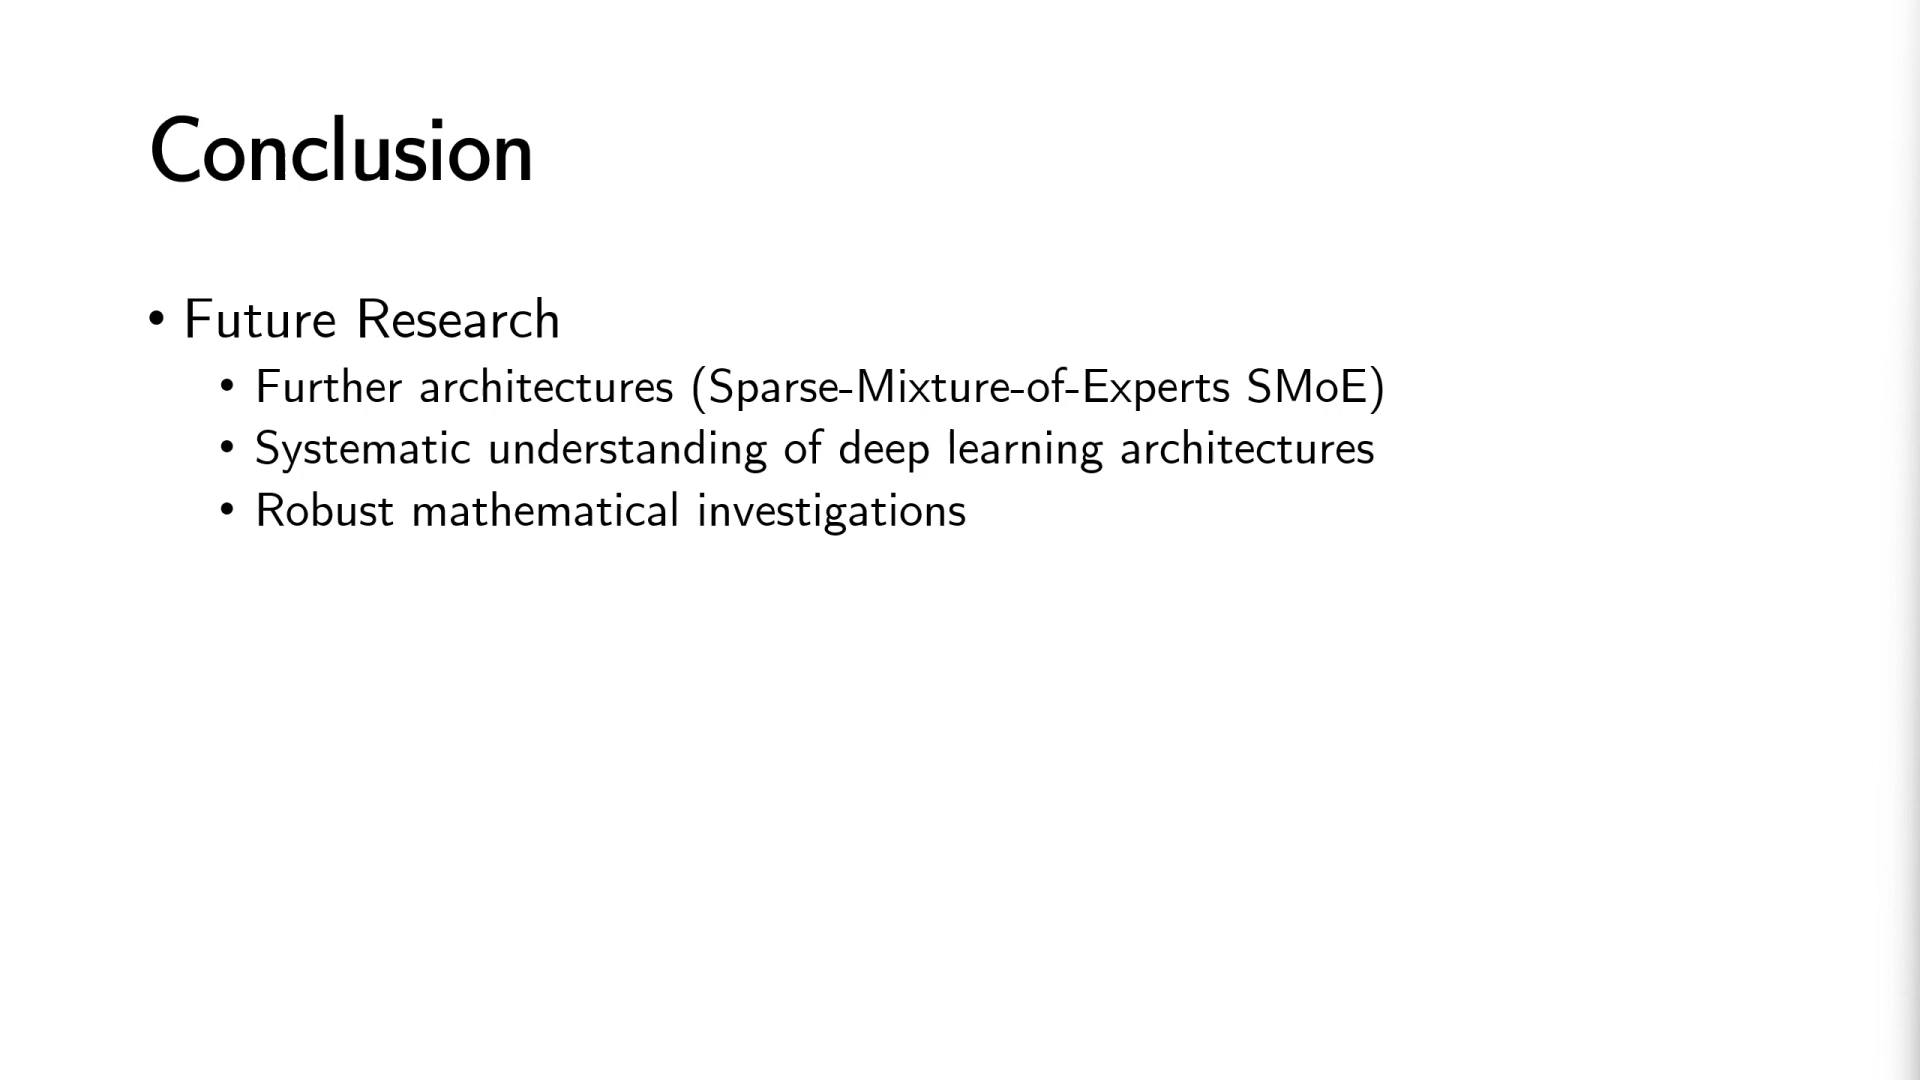 Conclusion
• Future Research
• Further architectures (Sparse-Mixture-of-Experts SMoE)
• Systematic understanding of deep learning architectures
• Robust mathematical investigations